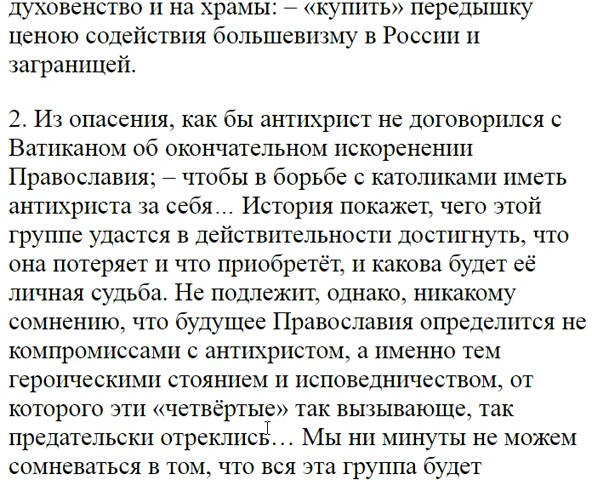 духовенство и на храмы: – «купить» передышку
ценою содействия большевизму в России и
заграницей.
2. Из опасения, как бы антихрист не договорился с
Ватиканом об окончательном искоренении
Православия; – чтобы в борьбе с католиками иметь
антихриста за себя... История покажет, чего этой
группе удастся в действительности достигнуть, что
она потеряет и что приобретёт, и какова будет её
личная судьба. Не подлежит, однако, никакому
сомнению, что будущее Православия определится не
компромиссами с антихристом, а именно тем
героическими стоянием и исповедничеством, от
которого эти «четвёртые» так вызывающе, так
предательски отреклись… Мы ни минуты не можем
сомневаться в том, что вся эта группа будет